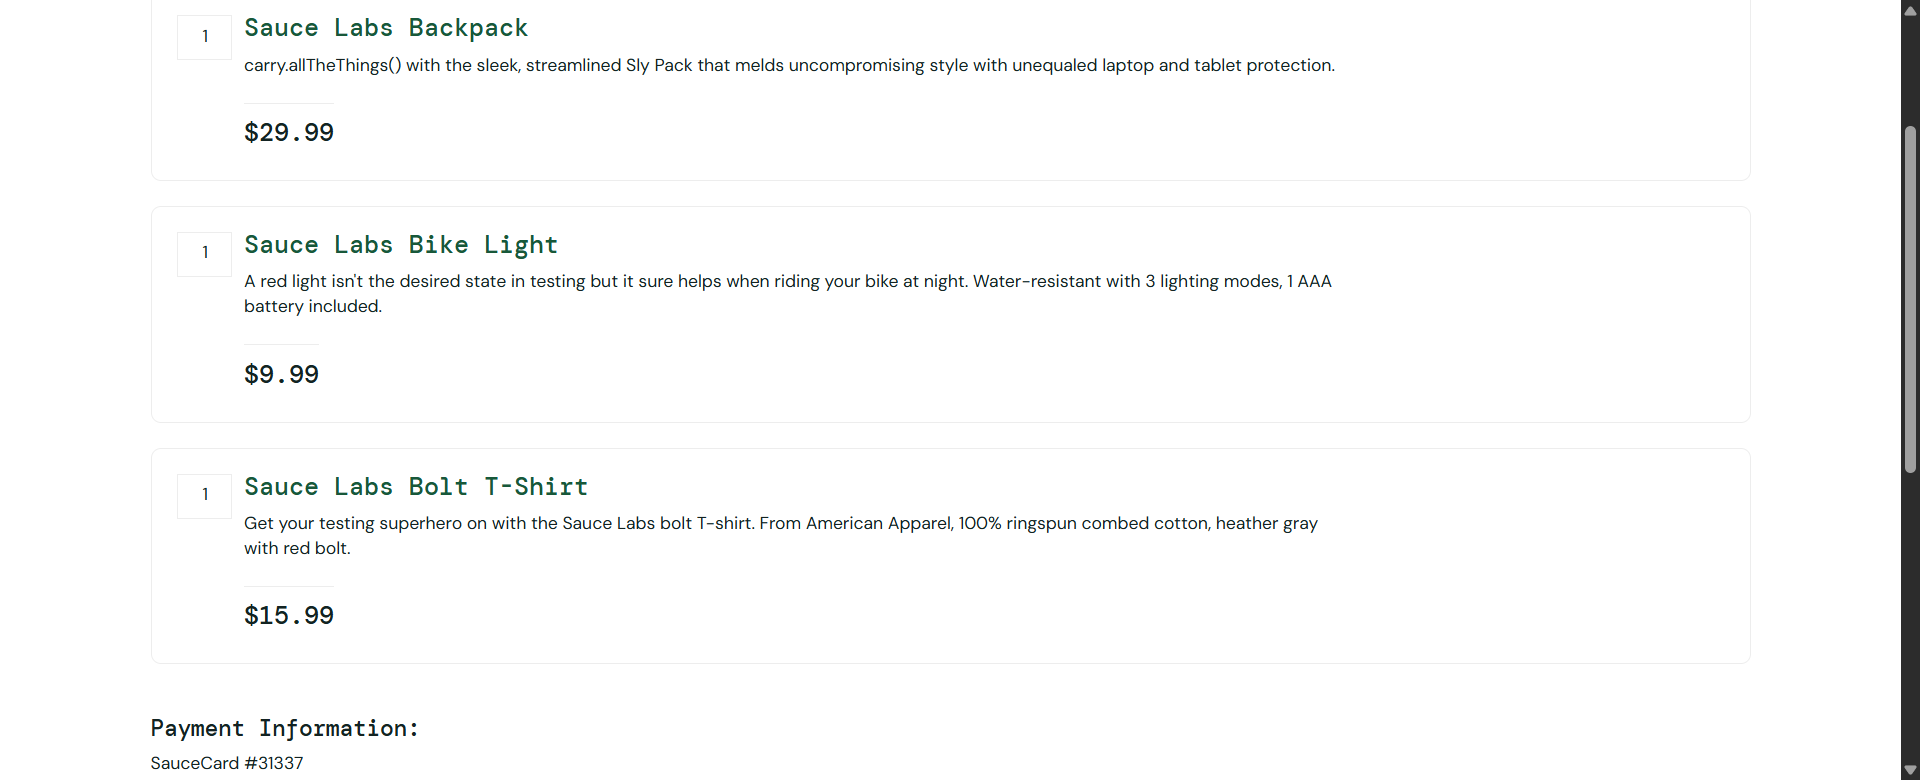 1
Sauce Labs Backpack
carry.allTheThings() with the sleek, streamlined Sly Pack that melds uncompromising style with unequaled laptop and tablet protection.
$29.99
1
Sauce Labs Bike Light
A red light isn't the desired state in testing but it sure helps when riding your bike at night. Water-resistant with 3 lighting modes, 1 AAA
battery included.
$9.99
1
Sauce Labs Bolt T-Shirt
Get your testing superhero on with the Sauce Labs bolt T-shirt. From American Apparel, 100% ringspun combed cotton, heather gray
with red bolt.
$15.99
Payment Information:
SauceCard #31337